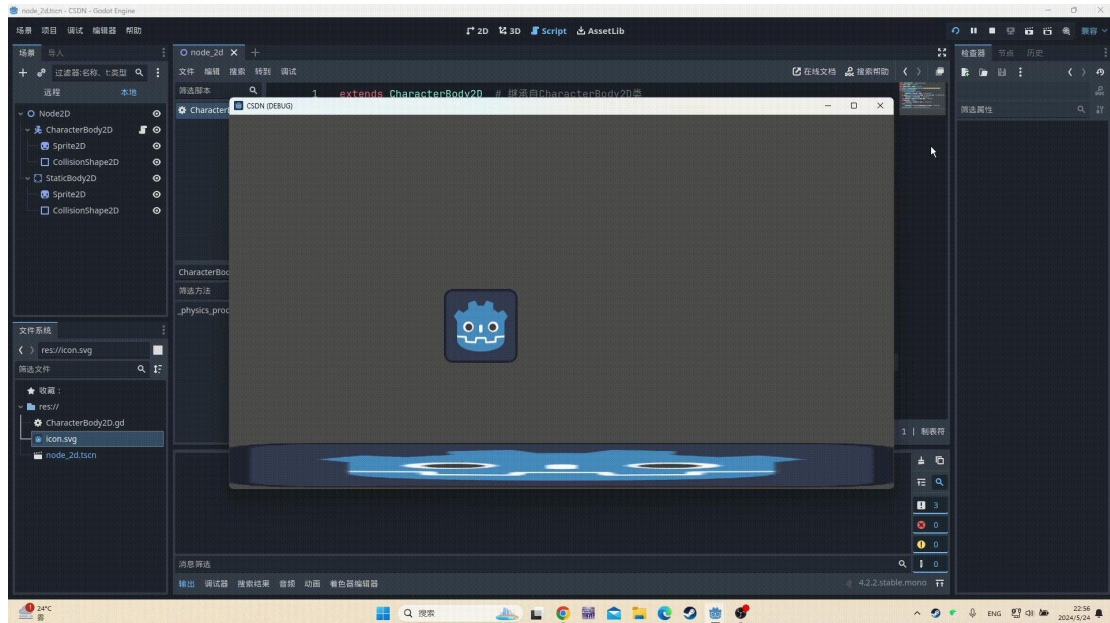 node_2d.tscn - CSDN - Godot Engine
场景 项目 调试 编辑器 帮助
2D 3D Script AssetLib
兼容
场景 导入
node_2d
检查器 节点 历史
过滤器:名称、t:类型
文件 编辑 搜索 转到 调试
在线文档 搜索帮助
远程 本地
筛选脚本
1 extends CharacterBody2D # 继承自CharacterBody2D类
筛选属性
Node2D
CharacterBody2D
Sprite2D
CollisionShape2D
StaticBody2D
Sprite2D
CollisionShape2D
Character
CSDN (DEBUG)
CharacterBod
筛选方法
_physics_proc
文件系统
res://icon.svg
筛选文件
收藏：
res://
CharacterBody2D.gd
icon.svg
node_2d.tscn
1 | 制表符
3
0
0
0
消息筛选
输出 调试器 搜索结果 音频 动画 着色器编辑器
4.2.2.stable.mono
1
24°C
雾
搜索
ENG
22:56
2024/5/24